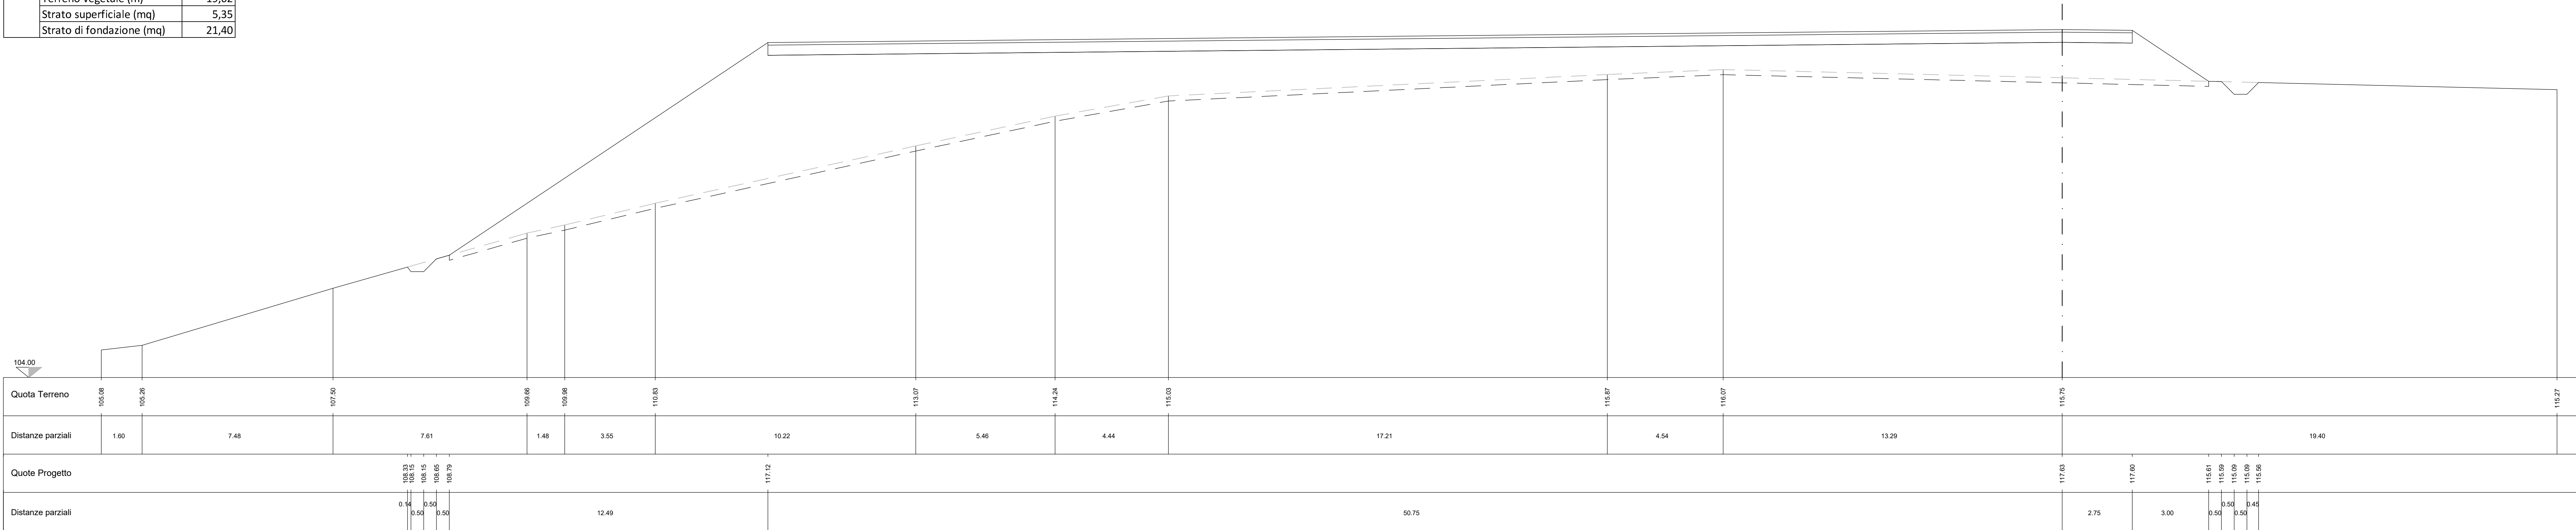 Strato superficiale (mq) 5,35
Strato di fondazione (mq) 21,40
104.00
Quota Terreno 105.08 105.26 107.50 109.66 109.98 110.83 113.07 114.24 115.03 115.87 116.07 115.75 115.27
Distanze parziali 1.60 7.48 7.61 1.48 3.55 10.22 5.46 4.44 17.21 4.54 13.29 19.40
Quote Progetto 108.33 108.15 108.15 108.65 108.79 117.12 117.63 117.60 115.61 115.59 115.09 115.09 115.56
Distanze parziali 0.14 0.50 0.50 0.50 12.49 50.75 2.75 3.00 0.50 0.50 0.50 0.45